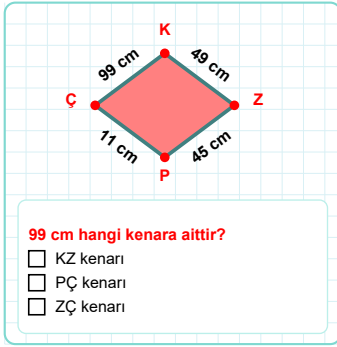 K
99 cm
49 cm
Ç
Z
11 cm
45 cm
P
99 cm hangi kenara aittir?
KZ kenarı
PÇ kenarı
ZÇ kenarı